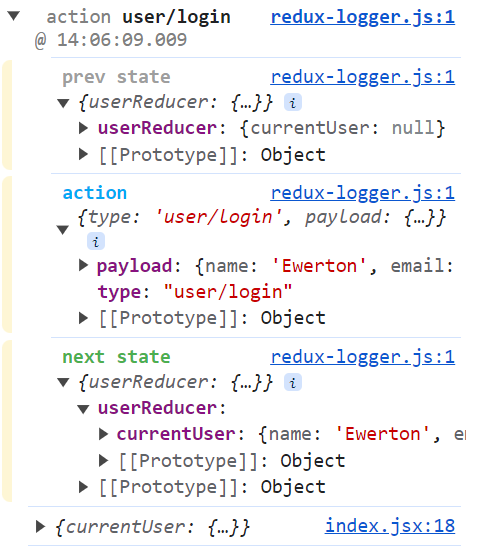 ▼ action user/login redux-logger.js:1
@ 14:06:09.009
prev state redux-logger.js:1
▼ {userReducer: {…}} i
▶ userReducer: {currentUser: null}
▶ [[Prototype]]: Object
action redux-logger.js:1
▼ {type: 'user/login', payload: {…}}
i
▶ payload: {name: 'Ewerton', email:
type: "user/login"
▶ [[Prototype]]: Object
next state redux-logger.js:1
▼ {userReducer: {…}} i
▼ userReducer:
▶ currentUser: {name: 'Ewerton', e
▶ [[Prototype]]: Object
▶ [[Prototype]]: Object
▶ {currentUser: {…}} index.jsx:18